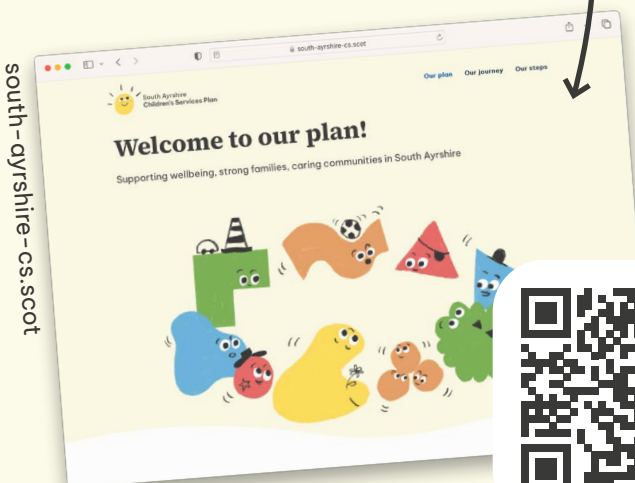 south-ayrshire-cs.scot
south-ayrshire-cs.scot
Our plan Our journey Our steps
South Ayrshire
Children's Services Plan
Welcome to our plan!
Supporting wellbeing, strong families, caring communities in South Ayrshire